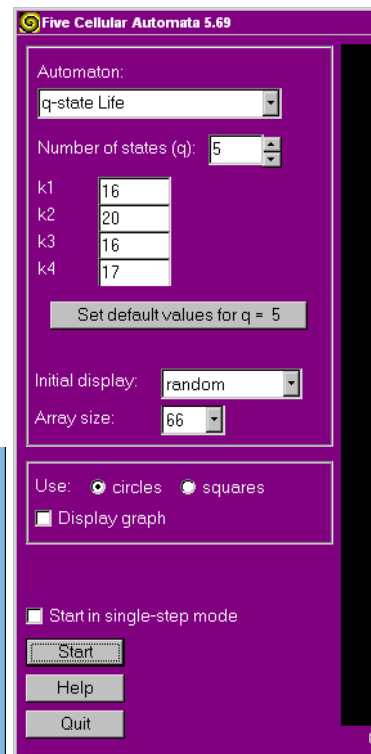 Five Cellular Automata 5.69
Automaton:
q-state Life
Number of states (q): 5
k1 16
k2 20
k3 16
k4 17
Set default values for q = 5
Initial display: random
Array size: 66
Use: circles squares
Display graph
Start in single-step mode
Start
Help
Quit